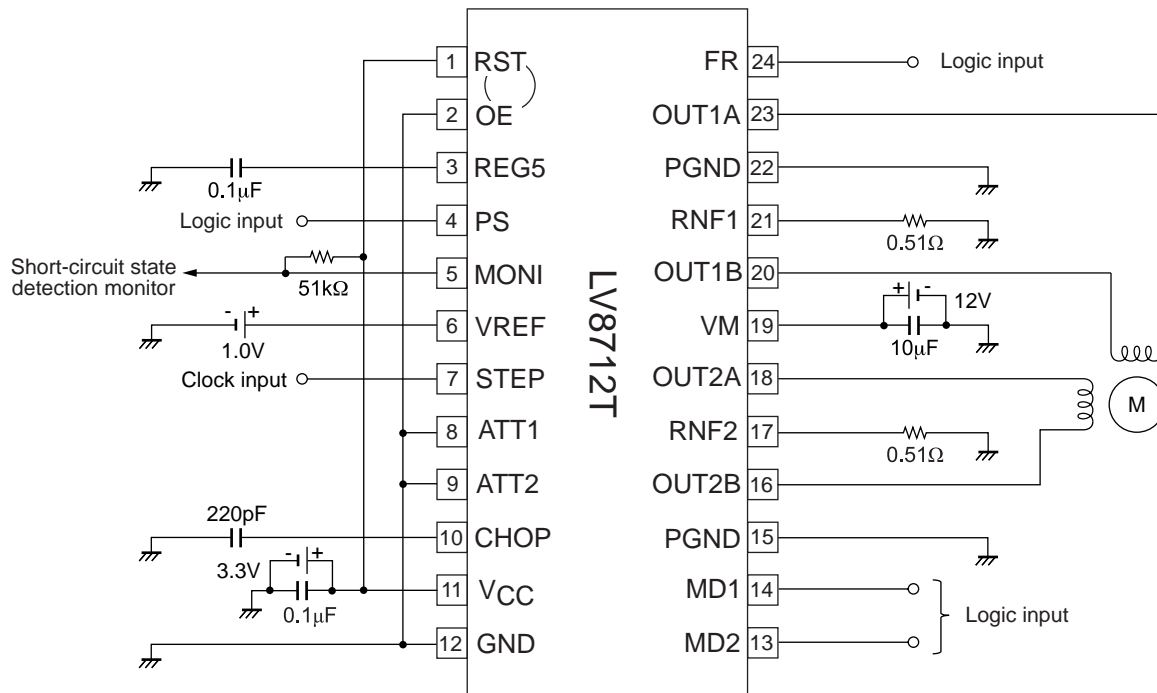 1 RST
FR 24
Logic input
2 OE
OUT1A 23
3 REG5
PGND 22
0.1μF
Logic input
4 PS
RNF1 21
0.51Ω
Short-circuit state
detection monitor
51kΩ
5 MONI
OUT1B 20
+ -
12V
- +
1.0V
6 VREF
VM 19
10μF
Clock input
7 STEP
OUT2A 18
M
LV8712T
8 ATT1
RNF2 17
0.51Ω
9 ATT2
OUT2B 16
220pF
10 CHOP
PGND 15
3.3V
- +
0.1μF
11 VCC
MD1 14
Logic input
12 GND
MD2 13